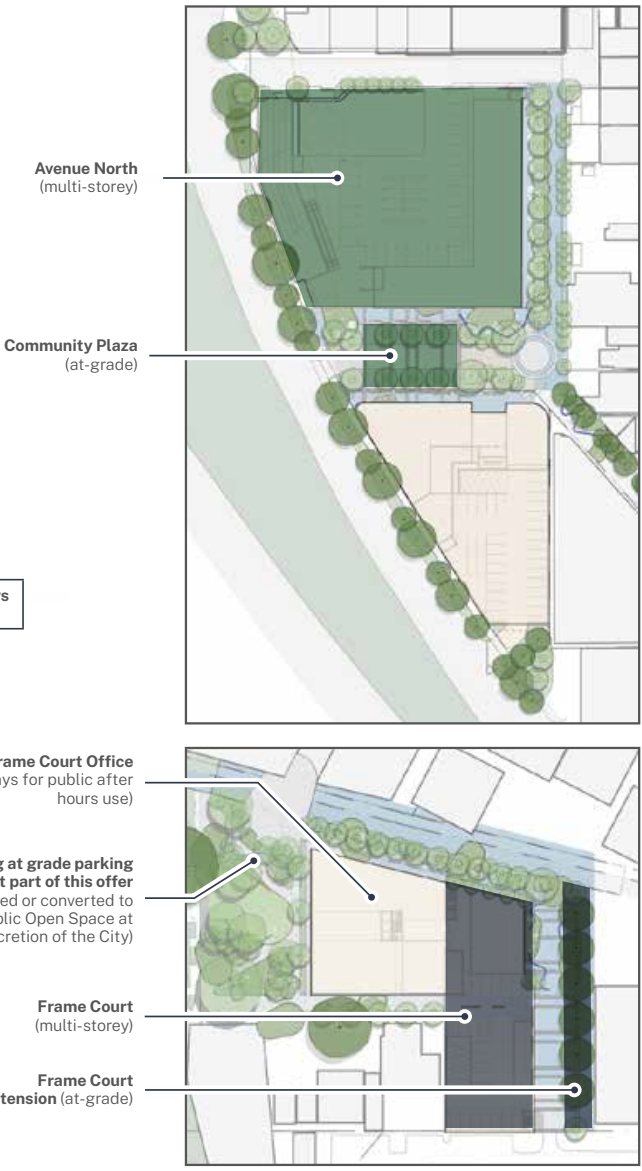 Avenue North
(multi-storey)
Community Plaza
(at-grade)
rs
rame Court Office
ays for public after
hours use)
g at grade parking
t part of this offer
ed or converted to
blic Open Space at
cretion of the City)
Frame Court
(multi-storey)
Frame Court
tension (at-grade)